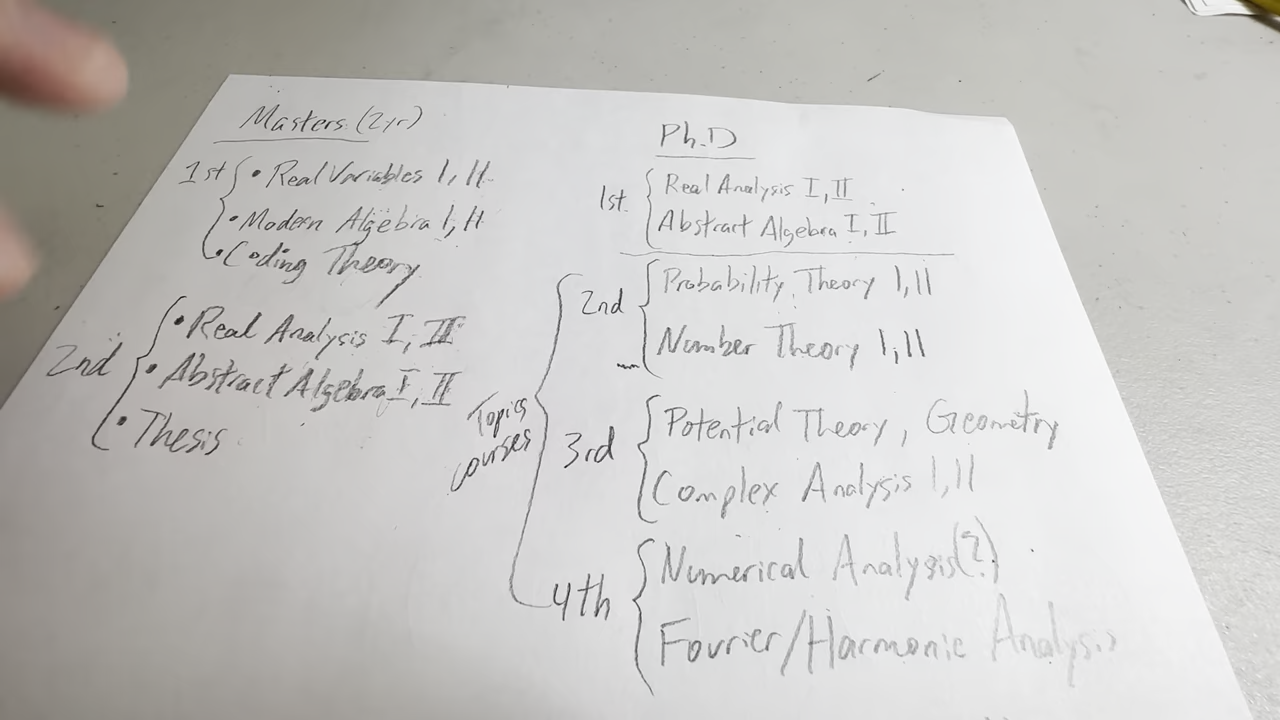 Masters (2yr)
1st
• Real Variables I, II
• Modern Algebra I, II
• Coding Theory
2nd
• Real Analysis I, II
• Abstract Algebra I, II
• Thesis
Ph.D
1st.
Real Analysis I, II
Abstract Algebra I, II
Topics
courses
2nd
Probability Theory I, II
Number Theory I, II
3rd
Potential Theory, Geometry
Complex Analysis I, II
4th
Numerical Analysis(?)
Fourier/Harmonic Analysis